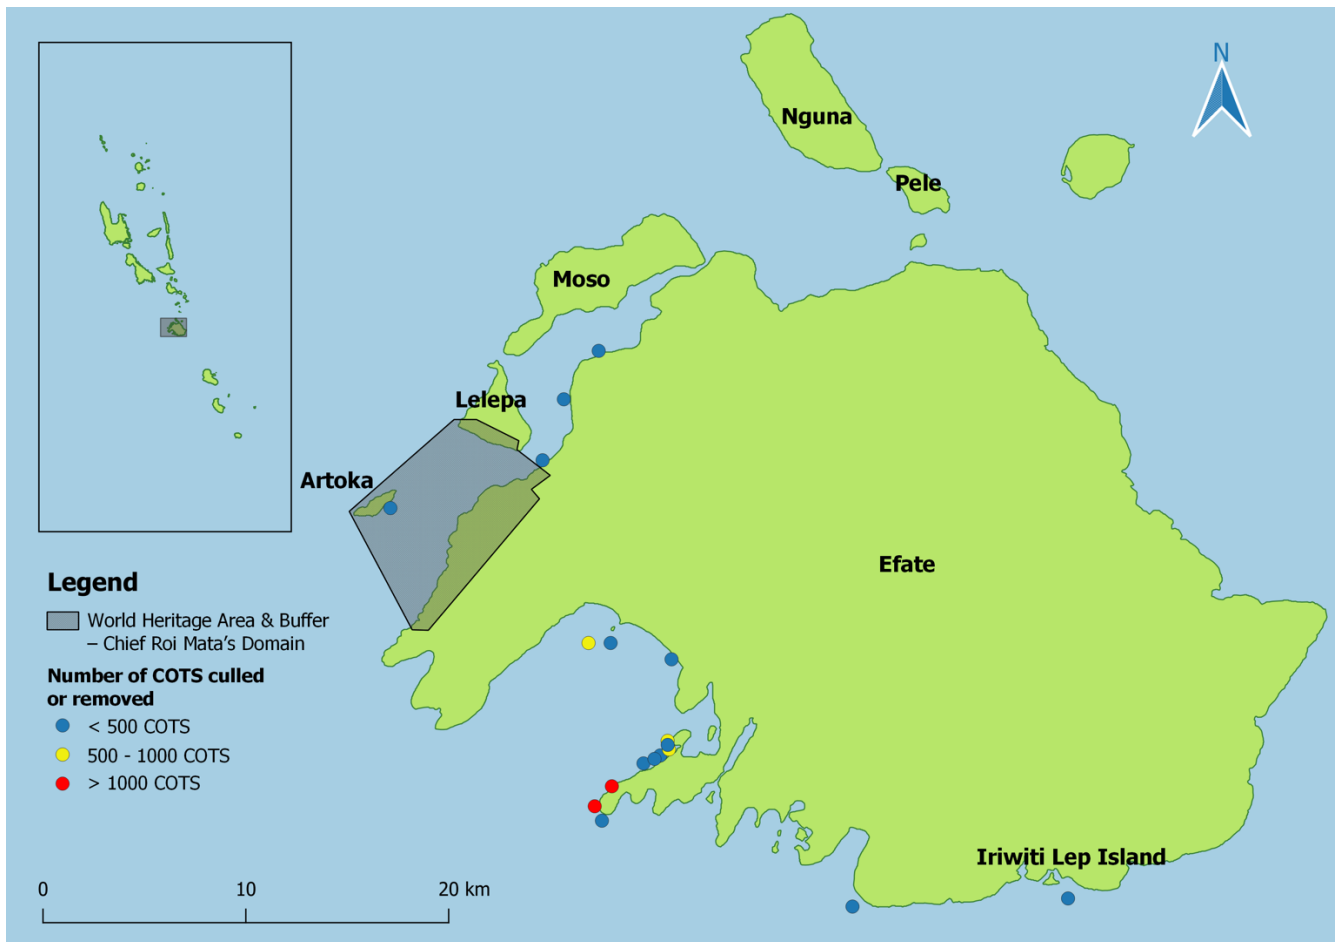 N
Nguna
Pele
Moso
Lelepa
Artoka
Efate
Iriwiti Lep Island
Legend
World Heritage Area & Buffer
– Chief Roi Mata's Domain
Number of COTS culled
or removed
< 500 COTS
500 - 1000 COTS
> 1000 COTS
0 10 20 km